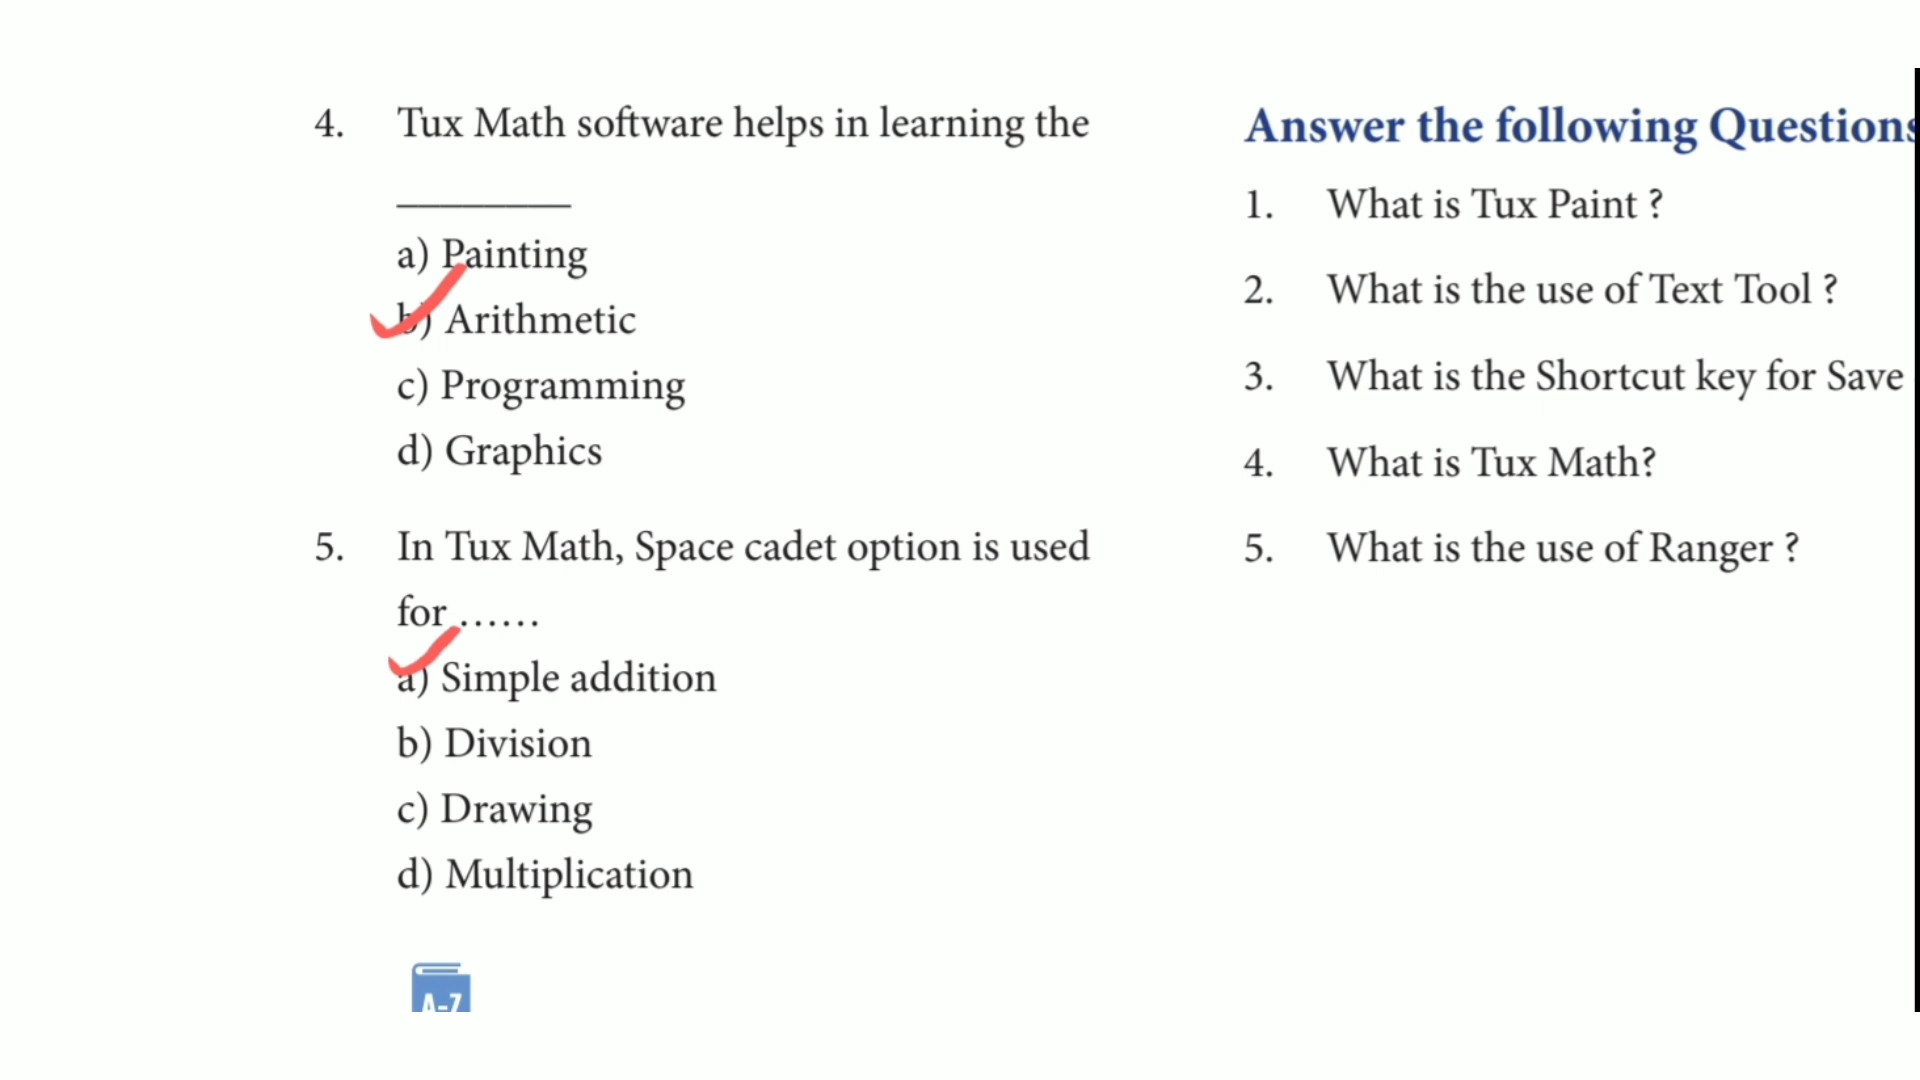 4. Tux Math software helps in learning the
________
a) Painting
b) Arithmetic
c) Programming
d) Graphics
5. In Tux Math, Space cadet option is used
for ......
a) Simple addition
b) Division
c) Drawing
d) Multiplication
A-Z
Answer the following Questions
1. What is Tux Paint ?
2. What is the use of Text Tool ?
3. What is the Shortcut key for Save
4. What is Tux Math?
5. What is the use of Ranger ?